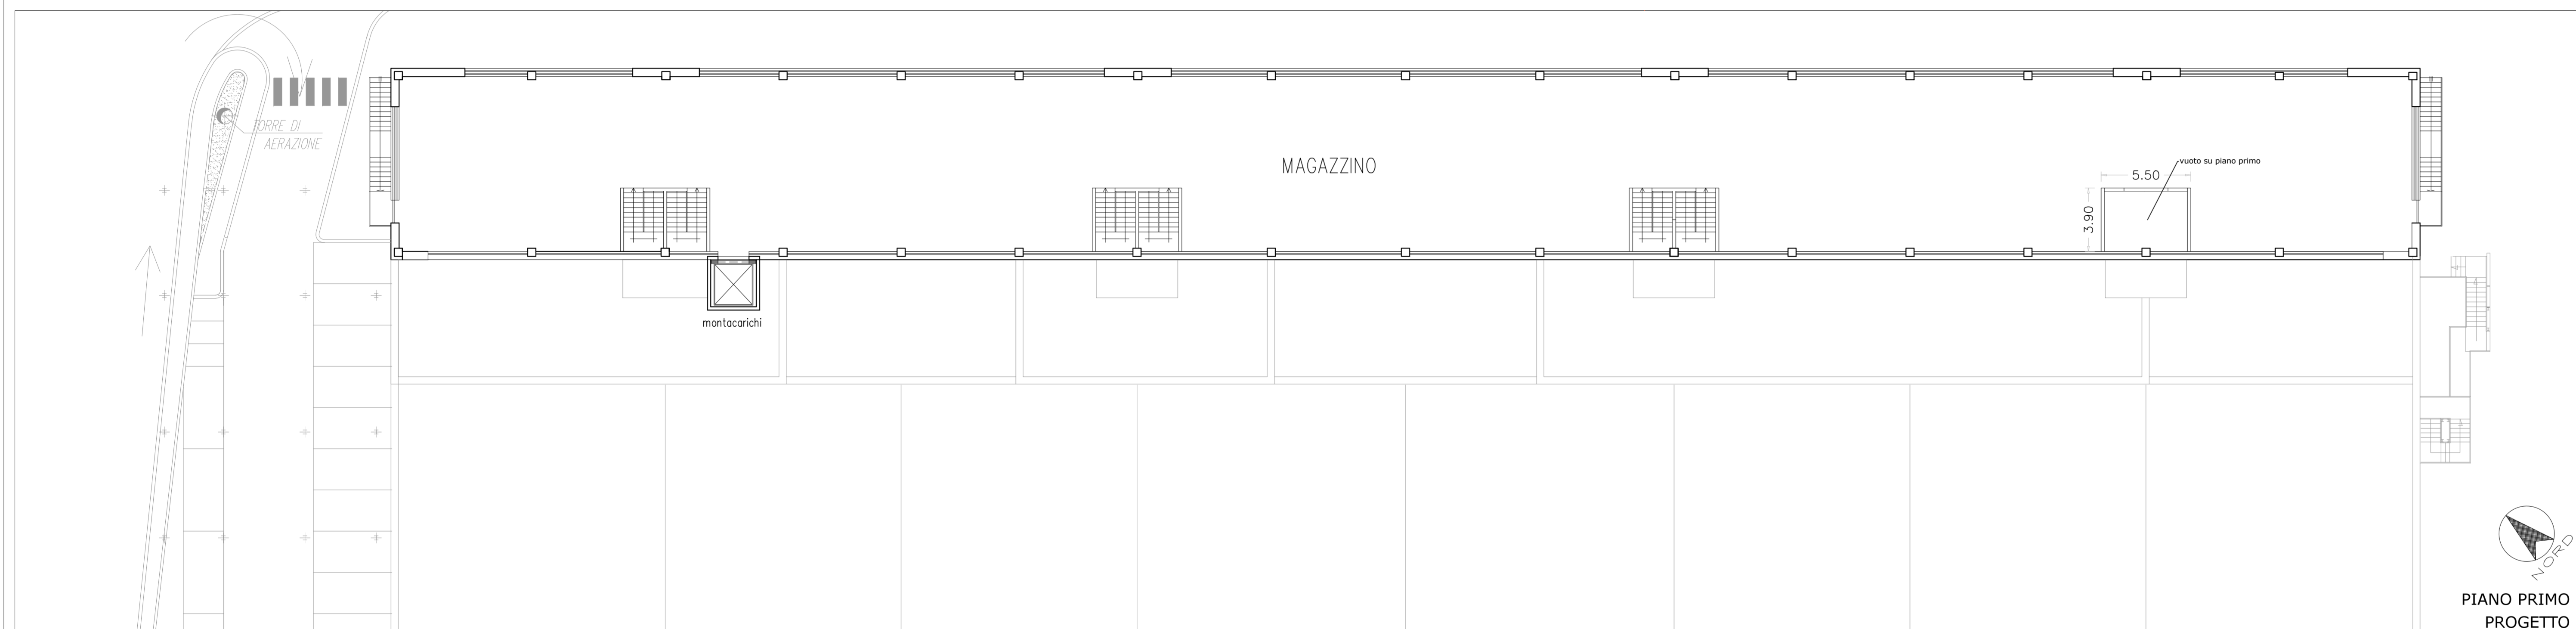 TORRE DI
AERAZIONE
MAGAZZINO
vuoto su piano primo
5.50
3.90
montacarichi
NORD
PIANO PRIMO
PROGETTO